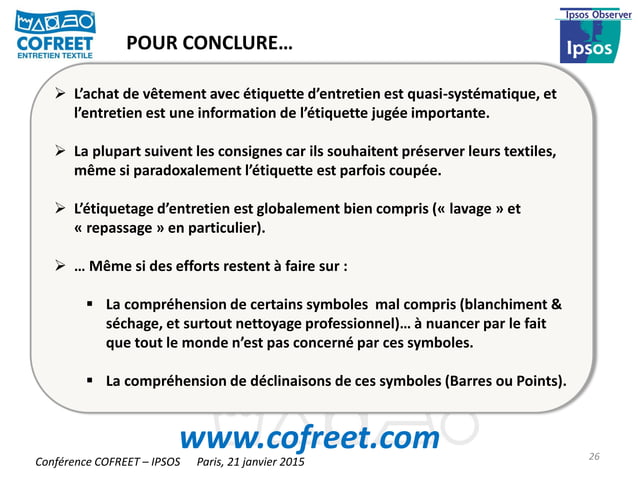 COFREET
ENTRETIEN TEXTILE
POUR CONCLURE…
Ipsos Observer
Ipsos
➢ L’achat de vêtement avec étiquette d’entretien est quasi-systématique, et
l’entretien est une information de l’étiquette jugée importante.
➢ La plupart suivent les consignes car ils souhaitent préserver leurs textiles,
même si paradoxalement l’étiquette est parfois coupée.
➢ L’étiquetage d’entretien est globalement bien compris (« lavage » et
« repassage » en particulier).
➢ … Même si des efforts restent à faire sur :
▪ La compréhension de certains symboles mal compris (blanchiment &
séchage, et surtout nettoyage professionnel)… à nuancer par le fait
que tout le monde n’est pas concerné par ces symboles.
▪ La compréhension de déclinaisons de ces symboles (Barres ou Points).
www.cofreet.com
Conférence COFREET – IPSOS Paris, 21 janvier 2015
26